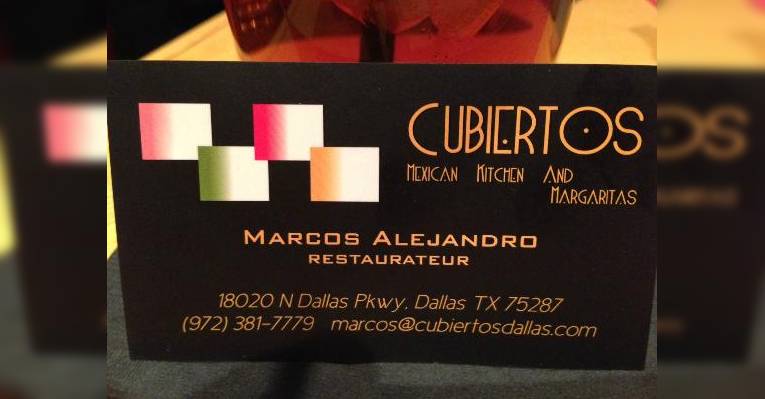 CUBIERTOS
MEXICAN KITCHEN AND
MARGARITAS
MARCOS ALEJANDRO
RESTAURATEUR
18020 N Dallas Pkwy, Dallas TX 75287
(972) 381-7779 marcos@cubiertosdallas.com